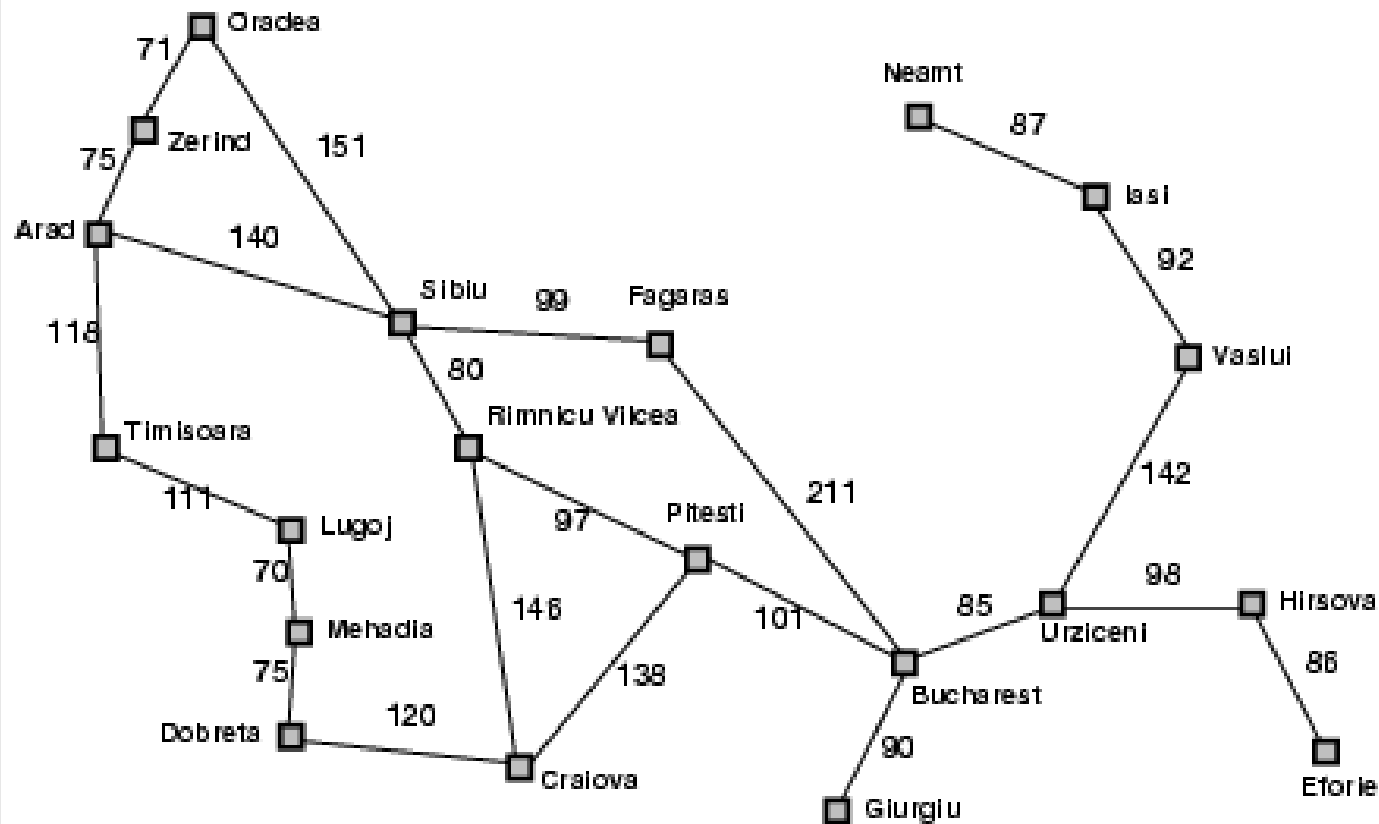 Oradea
71
Neamt
87
Zerind
151
75
Iasi
Arad
140
92
Sibiu
99
Fagaras
118
80
Vaslui
Timisoara
Rimnicu Vilcea
142
111
211
Lugoj
97
Pitesti
70
98
146
101
85
Hirsova
Mehadia
Urziceni
75
138
86
120
Bucharest
Dobreta
90
Craiova
Eforie
Giurgiu